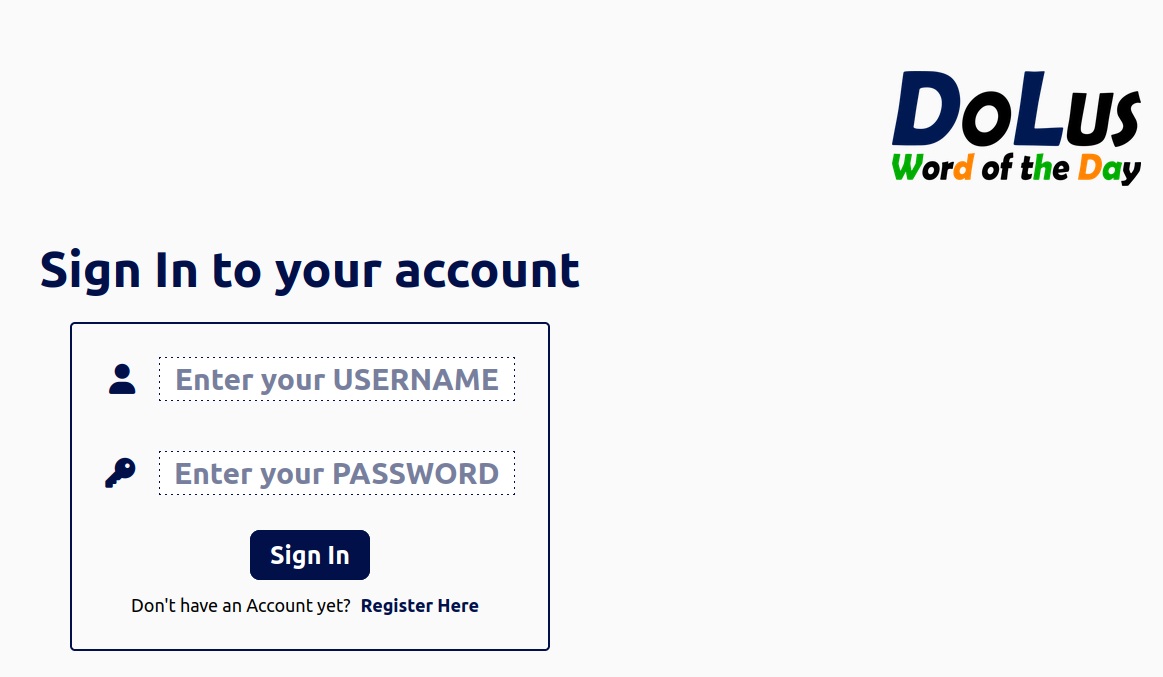 DoLus
Word of the Day
Sign In to your account
Enter your USERNAME
Enter your PASSWORD
Sign In
Don't have an Account yet? Register Here